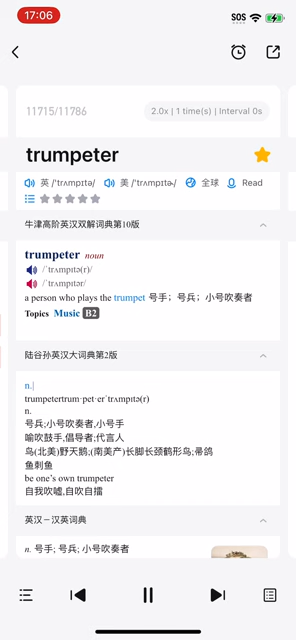 17:06
SOS
11715/11786
2.0x | 1 time(s) | Interval 0s
trumpeter
英 /'trʌmpɪtə/ 美 /'trʌmpɪtɚ/ 全球 Read
牛津高阶英汉双解词典第10版
trumpeter noun
/ˈtrʌmpɪtə(r)/
/ˈtrʌmpɪtər/
a person who plays the trumpet 号手；号兵；小号吹奏者
Topics Music B2
陆谷孙英汉大词典第2版
n.|
trumpetertrum·pet·er ˈtrʌmpɪtə(r)
n.
号兵;小号吹奏者,小号手
喻吹鼓手,倡导者;代言人
鸟(北美)野天鹅;(南美产)长脚长颈鹤形鸟;鼓鸽
鱼刺鱼
be one's own trumpeter
自我吹嘘,自吹自擂
英汉－汉英词典
n. 号手; 号兵; 小号吹奏者